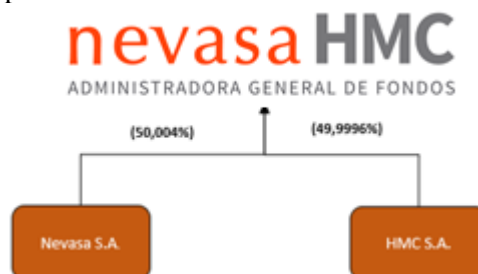 nevasa HMC
ADMINISTRADORA GENERAL DE FONDOS
(50,004%) (49,9996%)
Nevasa S.A. HMC S.A.